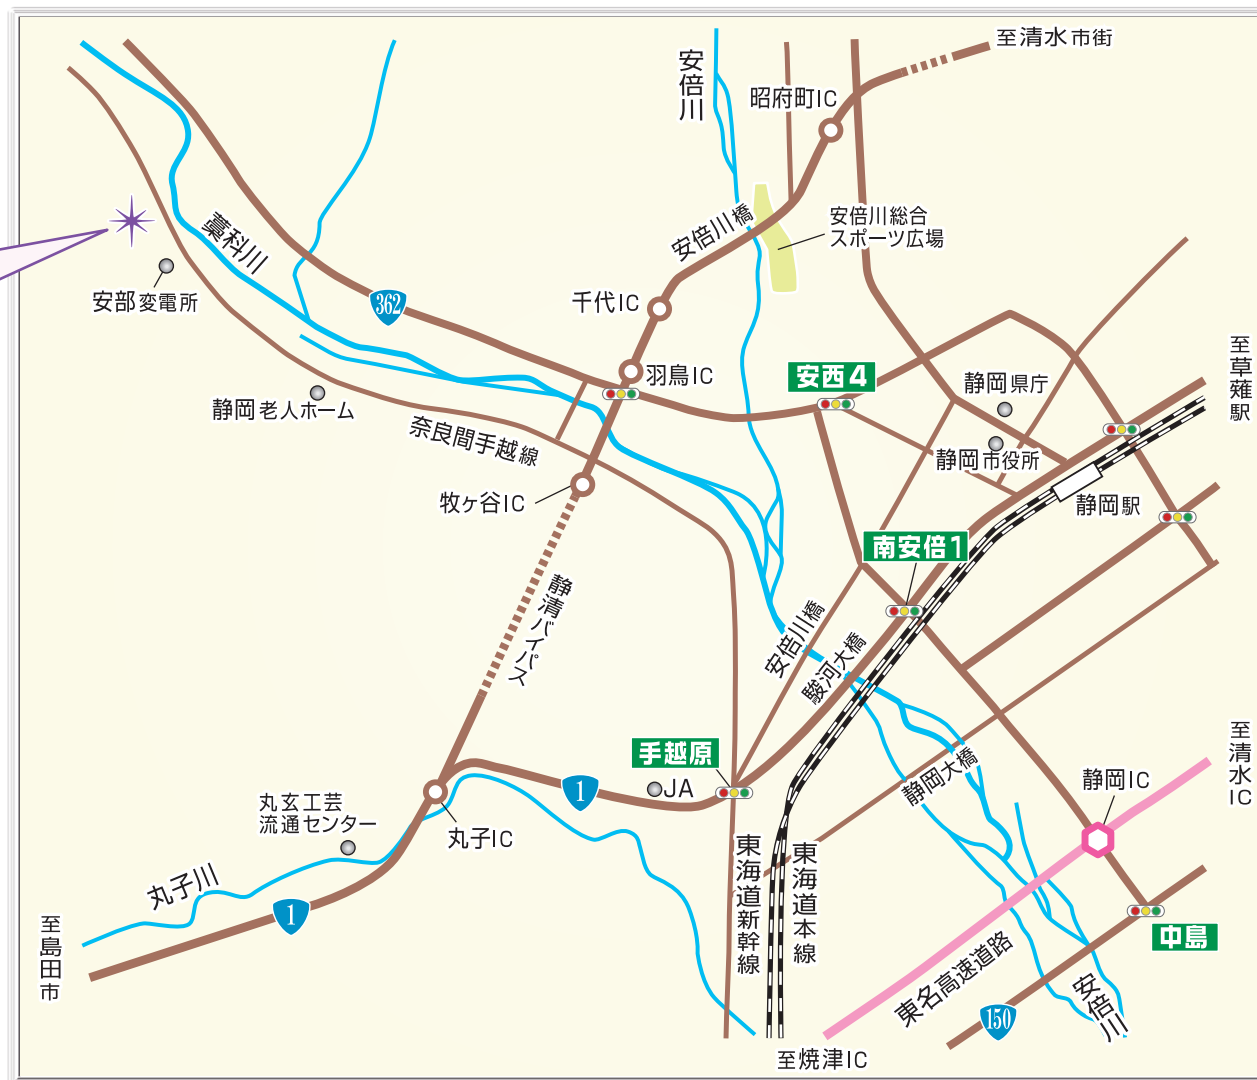 至清水市街
安倍川
昭府町IC
安倍川橋
安倍川総合
スポーツ広場
藁科川
安部変電所
362
千代IC
羽鳥IC
安西4
静岡県庁
至草薙駅
静岡老人ホーム
奈良間手越線
静岡市役所
牧ヶ谷IC
静岡駅
南安倍1
静清バイパス
安倍川橋
駿河大橋
手越原
JA
1
静岡大橋
静岡IC
至清水IC
丸玄工芸
流通センター
丸子IC
丸子川
1
東海道新幹線
東海道本線
至島田市
中島
東名高速道路
安倍川
150
至焼津IC